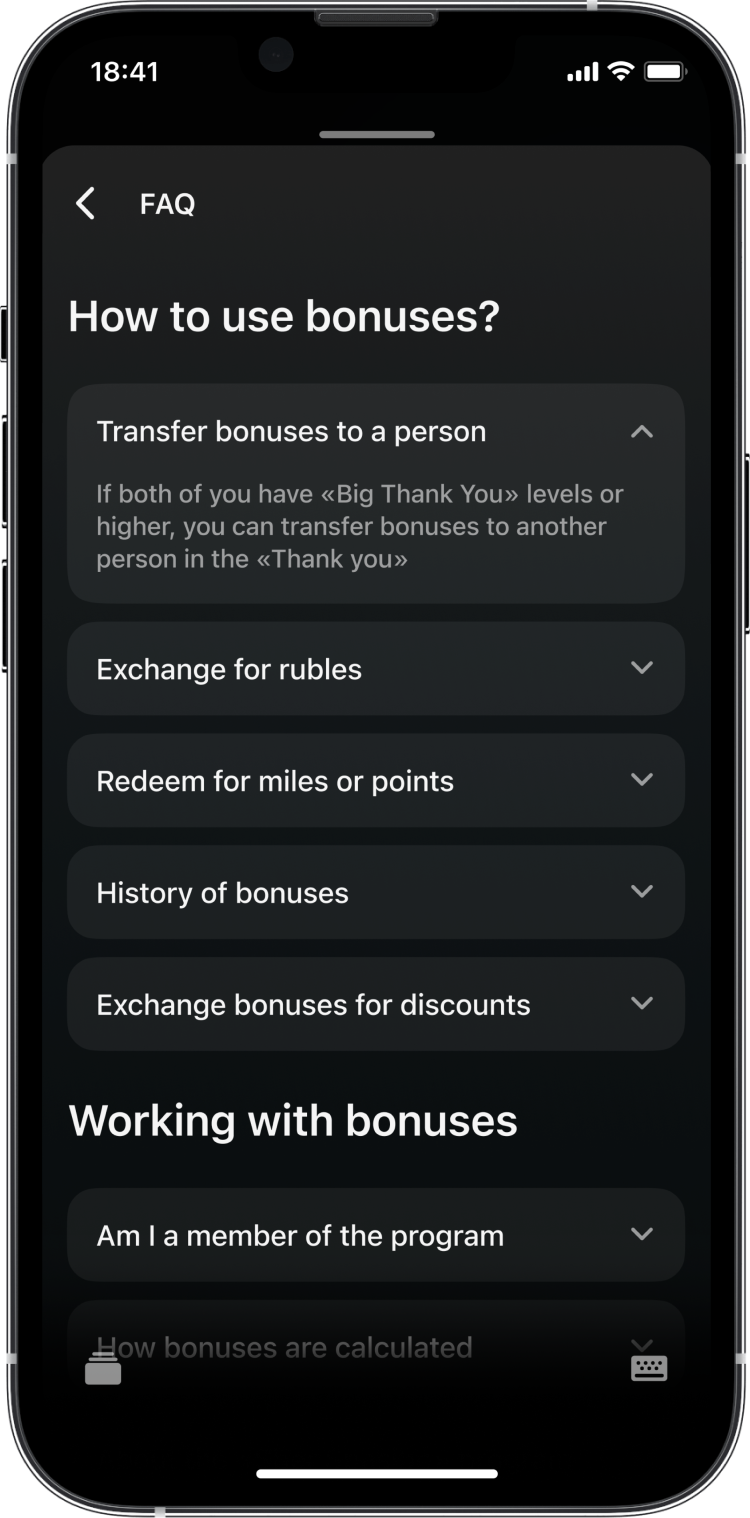 18:41
FAQ
How to use bonuses?
Transfer bonuses to a person
If both of you have «Big Thank You» levels or
higher, you can transfer bonuses to another
person in the «Thank you»
Exchange for rubles
Redeem for miles or points
History of bonuses
Exchange bonuses for discounts
Working with bonuses
Am I a member of the program
How bonuses are calculated